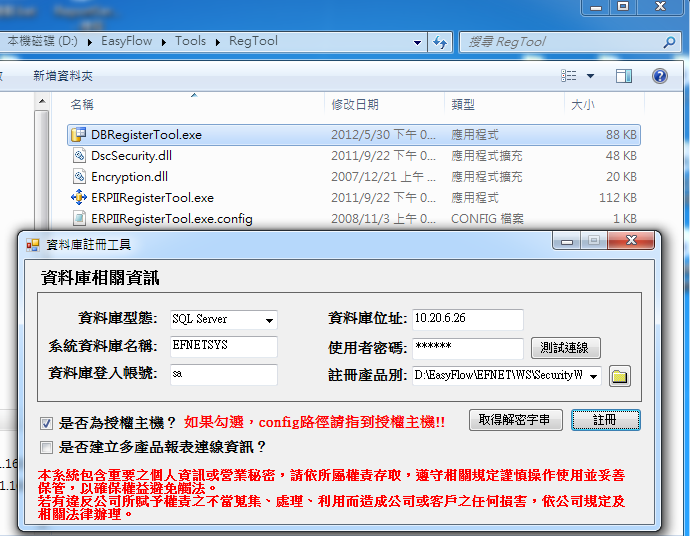 本機磁碟 (D:) EasyFlow Tools RegTool 搜尋 RegTool
新增資料夾
名稱 修改日期 類型 大小
DBRegisterTool.exe 2012/5/30 下午 0... 應用程式 88 KB
DscSecurity.dll 2011/9/22 下午 0... 應用程式擴充 48 KB
Encryption.dll 2007/12/21 上午 ... 應用程式擴充 20 KB
ERPIIRegisterTool.exe 2011/9/22 下午 0... 應用程式 112 KB
ERPIIRegisterTool.exe.config 2008/11/3 上午 0... CONFIG 檔案 1 KB
資料庫註冊工具
資料庫相關資訊
資料庫型態: SQL Server 資料庫位址: 10.20.6.26
系統資料庫名稱: EFNETSYS 使用者密碼: ****** 測試連線
資料庫登入帳號: sa 註冊產品別: D:\EasyFlow\EFNET\WS\SecurityW
是否為授權主機？ 如果勾選，config路徑請指到授權主機!! 取得解密字串 註冊
是否建立多產品報表連線資訊？
本系統包含重要之個人資訊或營業秘密，請依所屬權責存取，遵守相關規定謹慎操作使用並妥善
保管，以確保權益避免觸法。
若有違反公司所賦予權責之不當蒐集、處理、利用而造成公司或客戶之任何損害，依公司規定及
相關法律辦理。